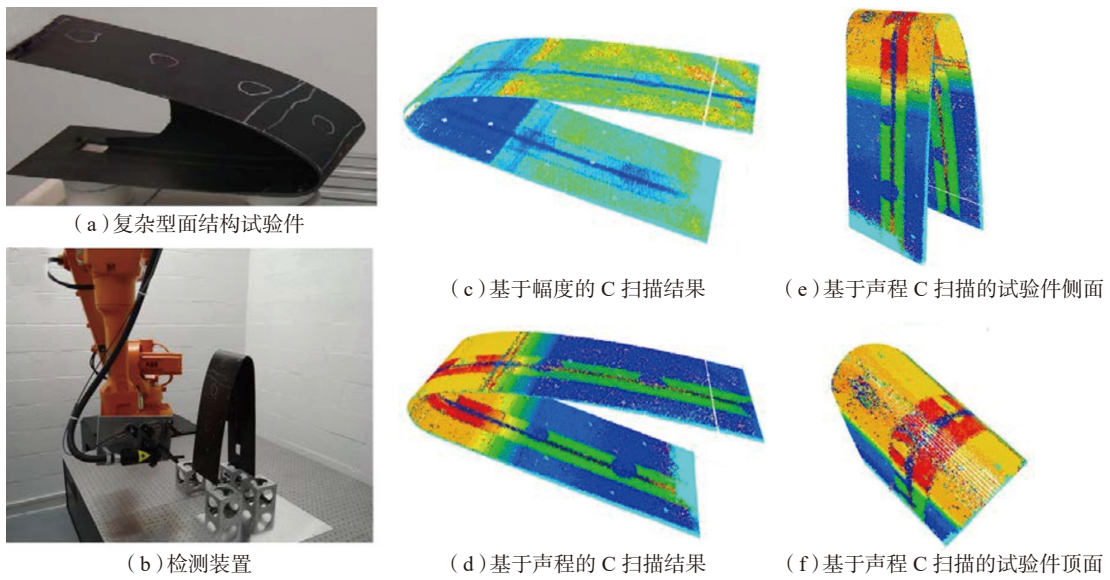 (a)复杂型面结构试验件
(b)检测装置
(c)基于幅度的 C 扫描结果
(d)基于声程的 C 扫描结果
(e)基于声程 C 扫描的试验件侧面
(f)基于声程 C 扫描的试验件顶面